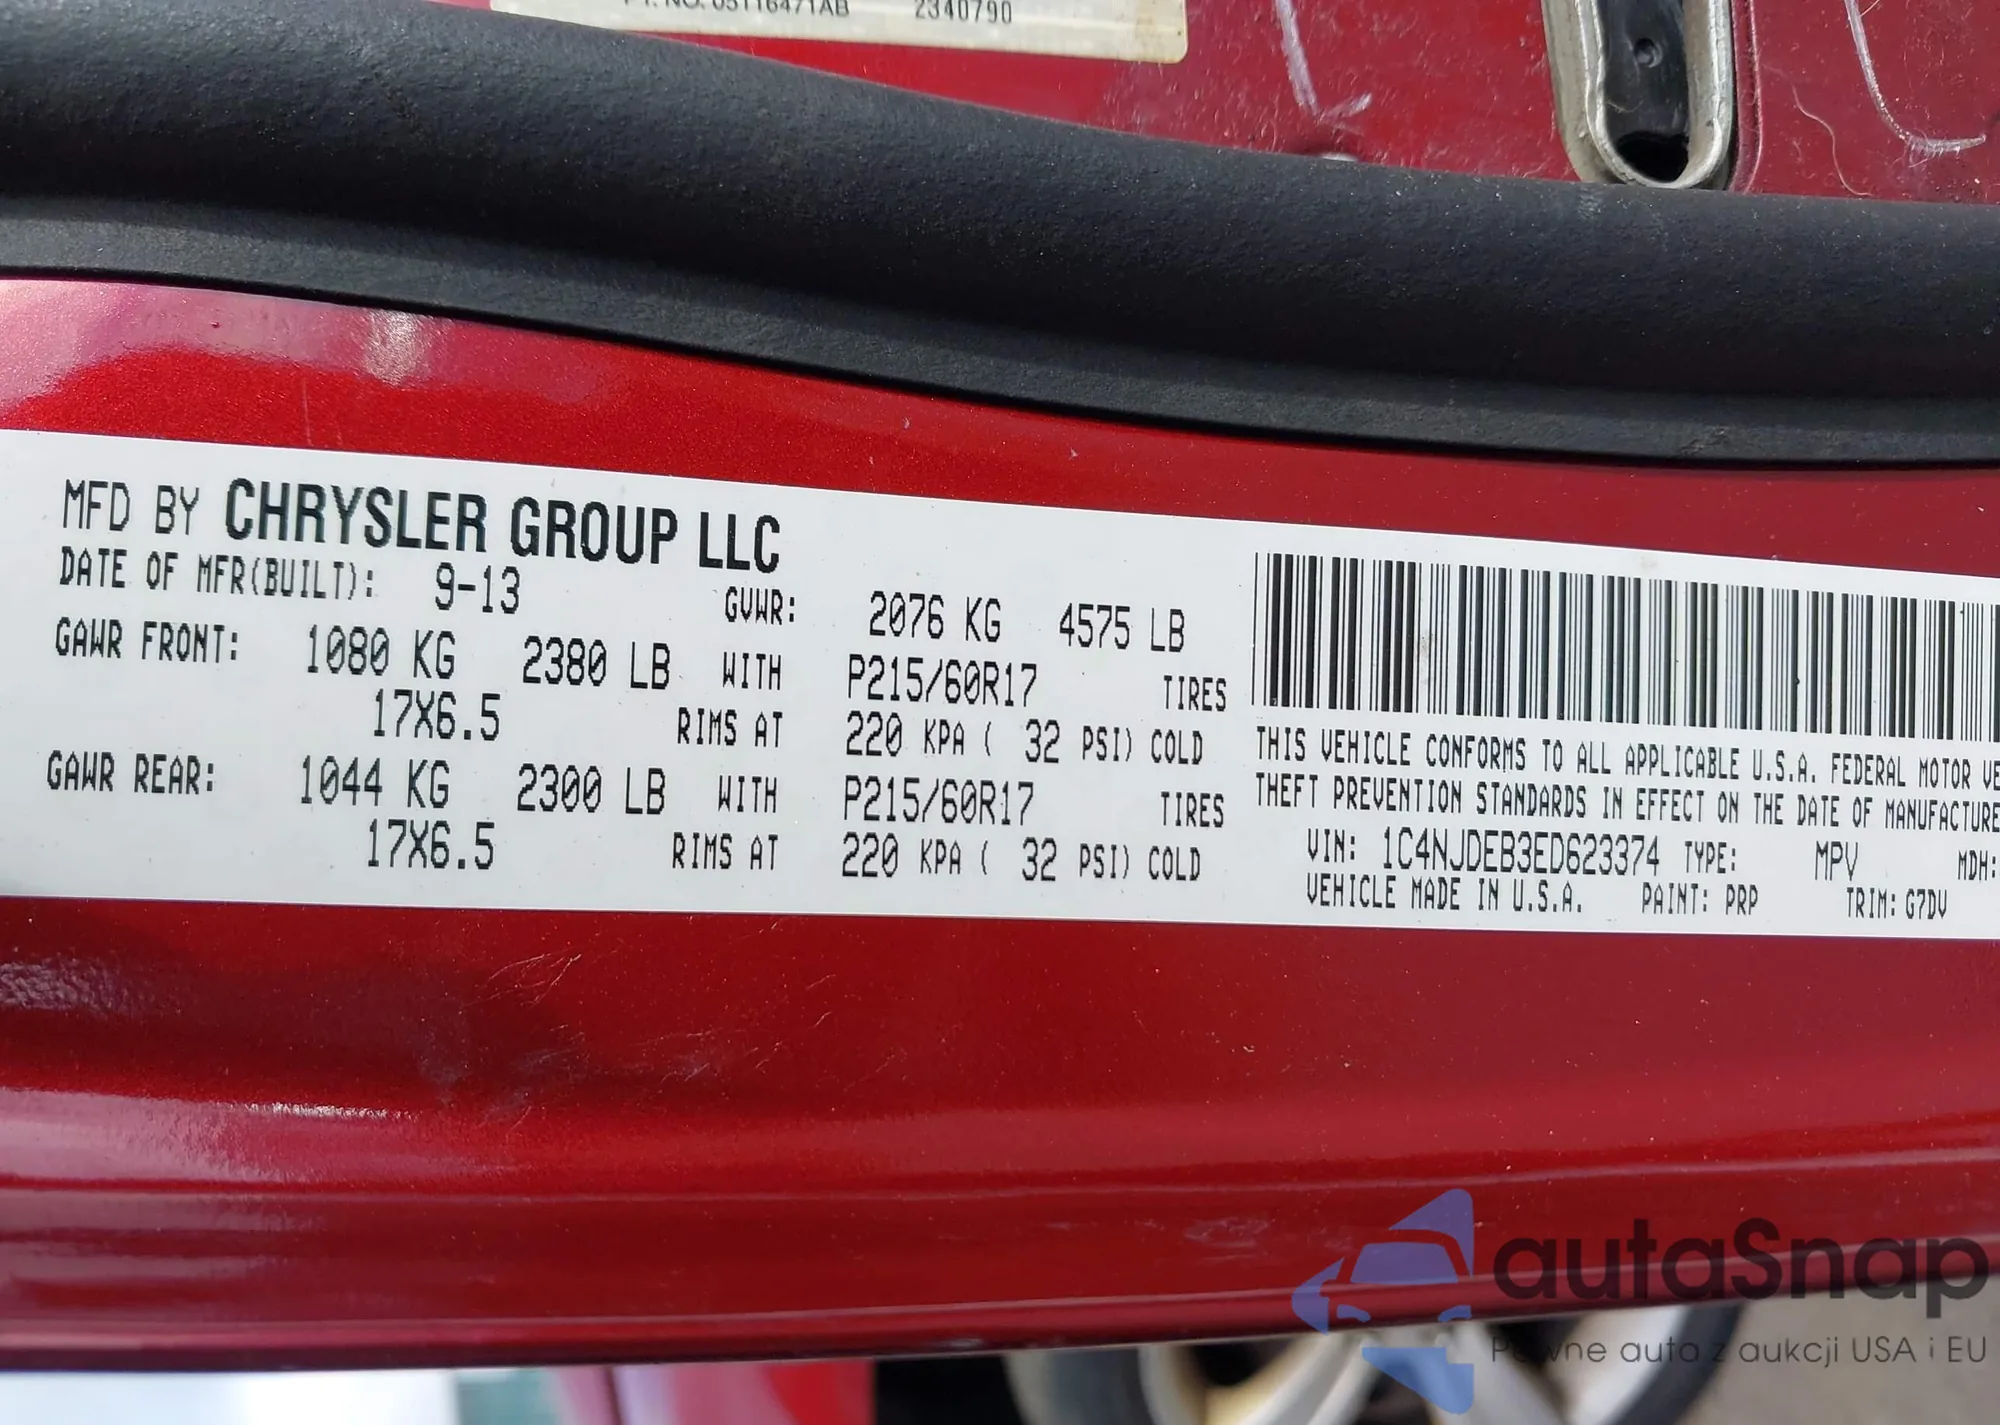 PT. NO. 05116471AB 2340790
MFD BY CHRYSLER GROUP LLC
DATE OF MFR(BUILT): 9-13 GVWR: 2076 KG 4575 LB
GAWR FRONT: 1080 KG 2380 LB WITH P215/60R17 TIRES
17X6.5 RIMS AT 220 KPA ( 32 PSI) COLD
GAWR REAR: 1044 KG 2300 LB WITH P215/60R17 TIRES
17X6.5 RIMS AT 220 KPA ( 32 PSI) COLD
THIS VEHICLE CONFORMS TO ALL APPLICABLE U.S.A. FEDERAL MOTOR VE
THEFT PREVENTION STANDARDS IN EFFECT ON THE DATE OF MANUFACTURE
VIN: 1C4NJDEB3ED623374 TYPE: MPV MDH:
VEHICLE MADE IN U.S.A. PAINT: PRP TRIM: G7DV
autaSnap
Pewne auta z aukcji USA i EU